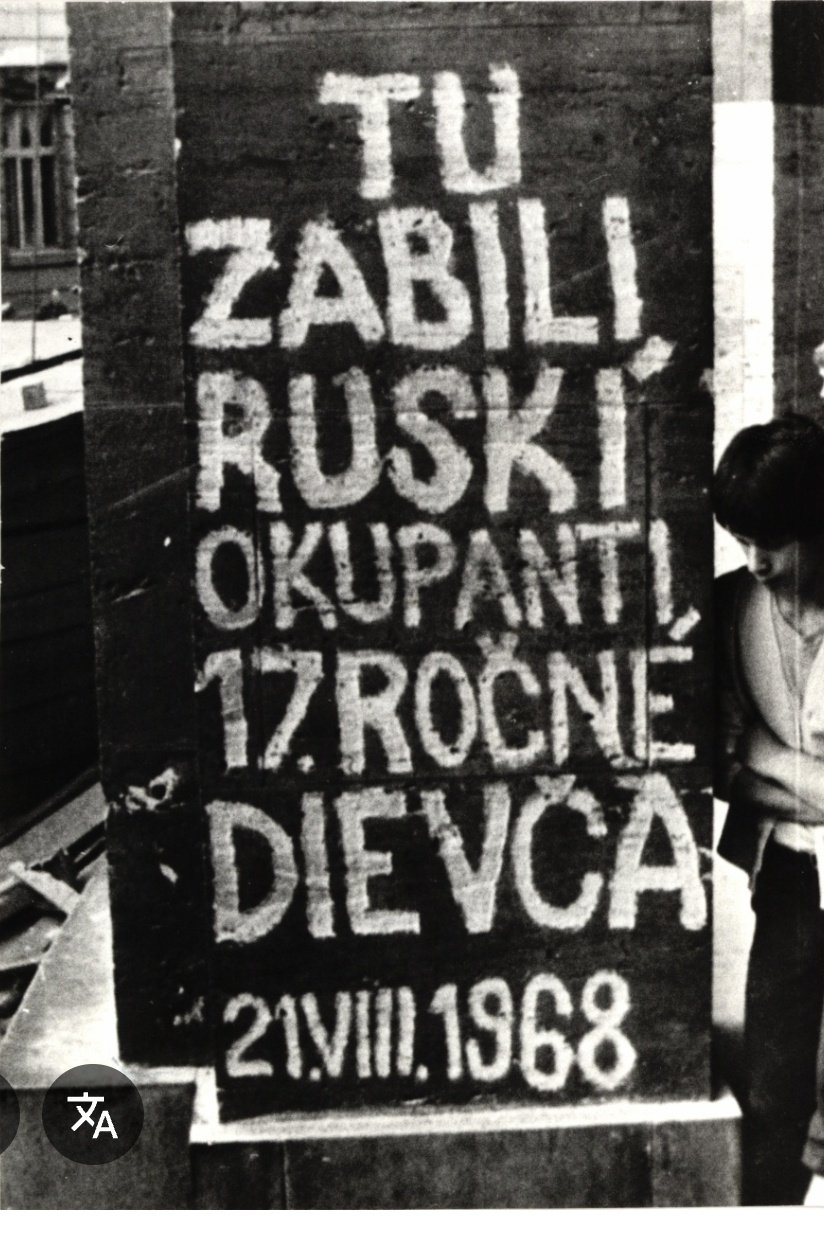 TU
ZABILI
RUSKÍ
OKUPANTI
17.ROČNÉ
DIEVČA
21.VIII.1968